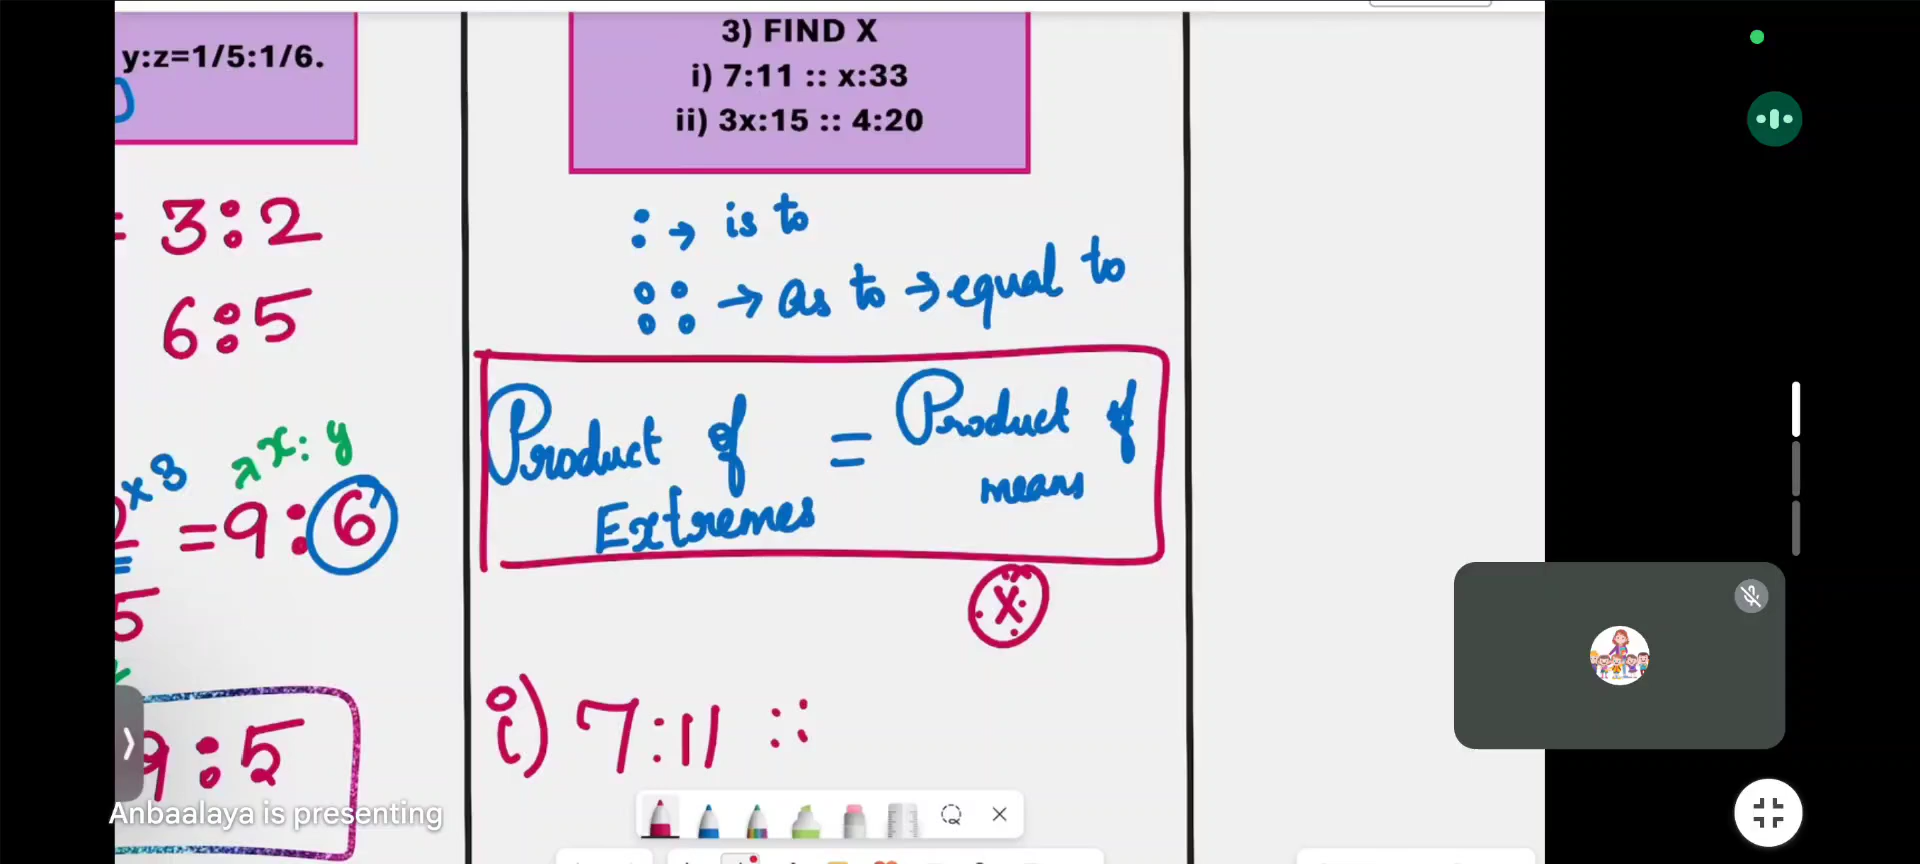 y:z=1/5:1/6.
= 3:2
6:5
x:y
x 3
=9:6
5
9:5
3) FIND X
i) 7:11 :: x:33
ii) 3x:15 :: 4:20
: → is to
:: → as to → equal to
Product of = Product of
Extremes means
x
i) 7:11 ::
Anbaalaya is presenting